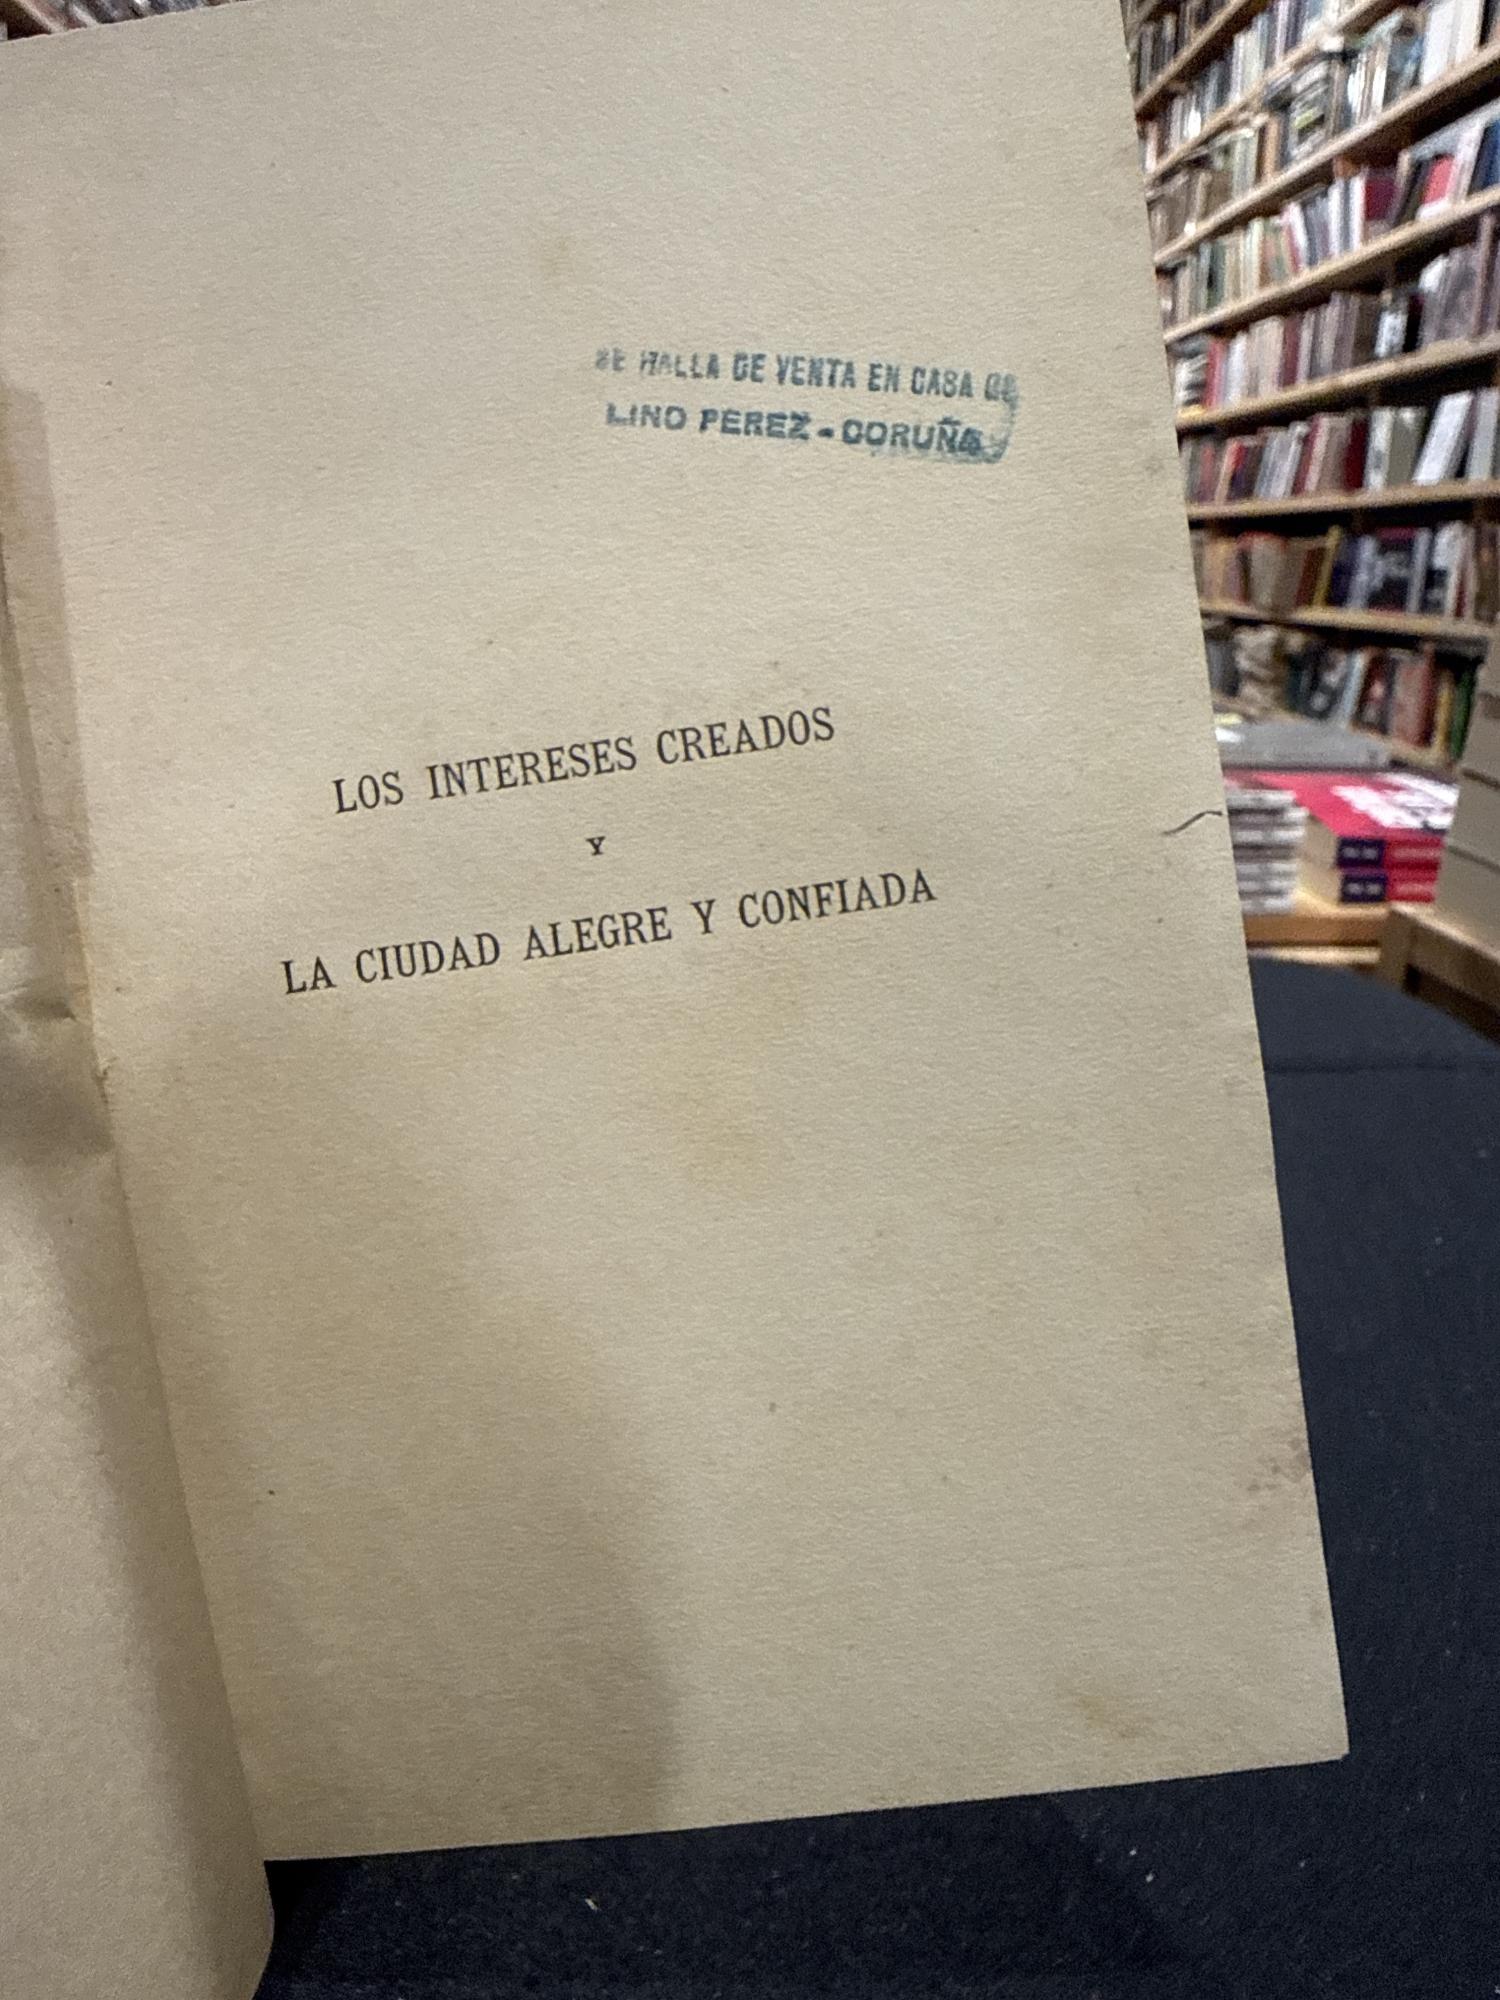 SE HALLA DE VENTA EN CASA DE
LINO PEREZ - CORUÑA
LOS INTERESES CREADOS
Y
LA CIUDAD ALEGRE Y CONFIADA